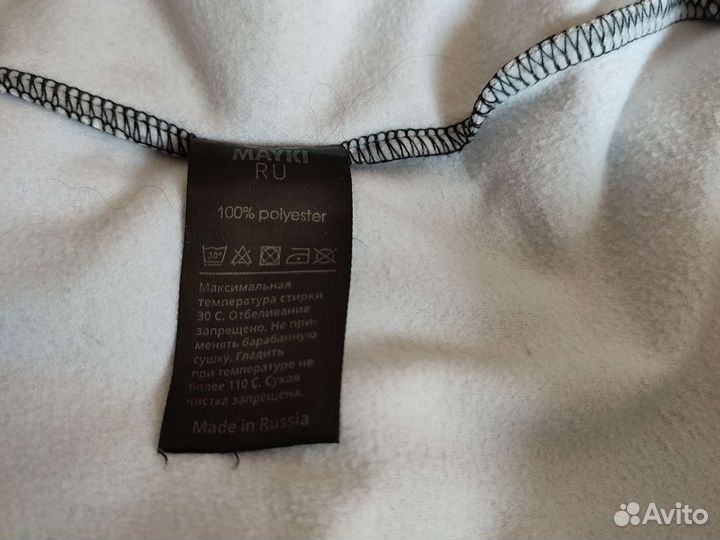 MAYKI
RU
100% polyester
30°
Максимальная
температура стирки
30 С. Отбеливание
запрещено. Не при-
менять барабанную
сушку. Гладить
при температуре не
более 110 С. Сухая
чистка запрещена.
Made in Russia
Avito